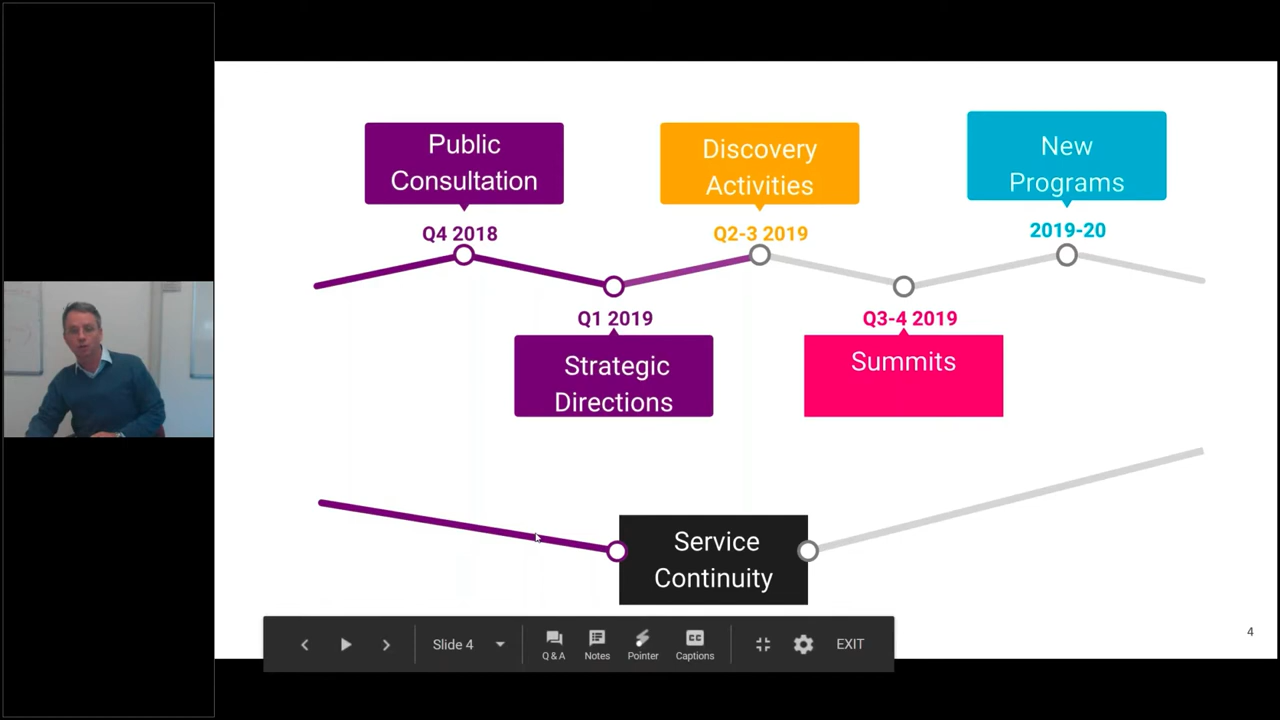 Public
Consultation
Q4 2018
Discovery
Activities
Q2-3 2019
New
Programs
2019-20
Q1 2019
Strategic
Directions
Q3-4 2019
Summits
Service
Continuity
4
Slide 4
Q & A
Notes
Pointer
CC
Captions
EXIT